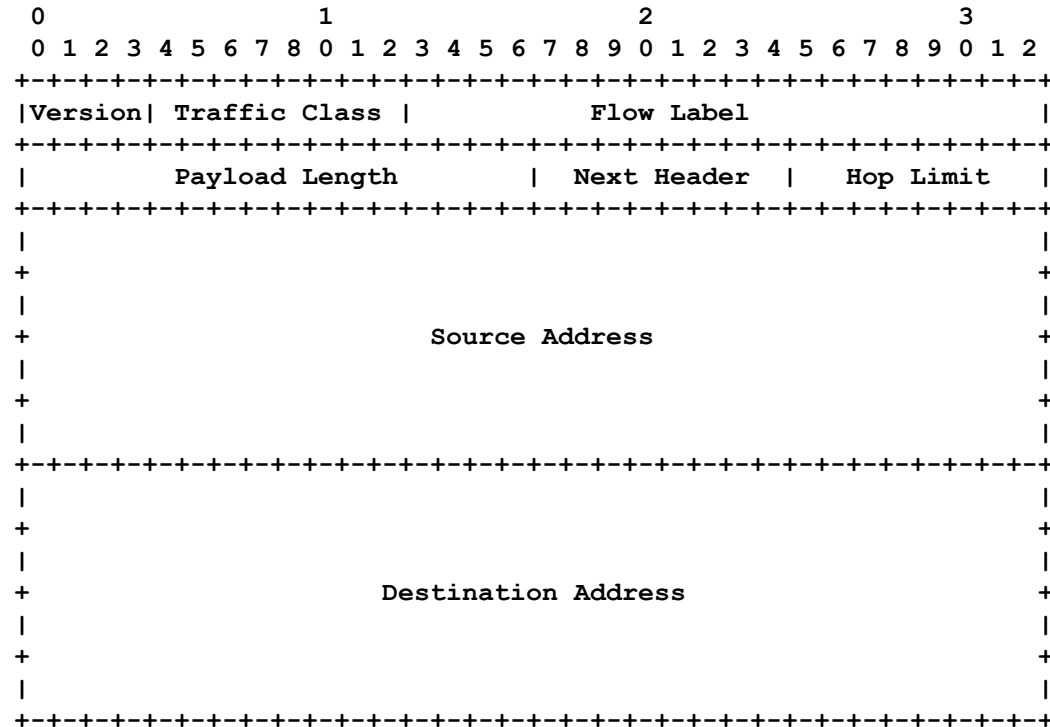 0                   1                   2                   3
 0 1 2 3 4 5 6 7 8 0 1 2 3 4 5 6 7 8 9 0 1 2 3 4 5 6 7 8 9 0 1 2
+-+-+-+-+-+-+-+-+-+-+-+-+-+-+-+-+-+-+-+-+-+-+-+-+-+-+-+-+-+-+-+-+
|Version| Traffic Class |           Flow Label                  |
+-+-+-+-+-+-+-+-+-+-+-+-+-+-+-+-+-+-+-+-+-+-+-+-+-+-+-+-+-+-+-+-+
|         Payload Length        |  Next Header  |   Hop Limit   |
+-+-+-+-+-+-+-+-+-+-+-+-+-+-+-+-+-+-+-+-+-+-+-+-+-+-+-+-+-+-+-+-+
|                                                               |
+                                                               +
|                                                               |
+                         Source Address                        +
|                                                               |
+                                                               +
|                                                               |
+-+-+-+-+-+-+-+-+-+-+-+-+-+-+-+-+-+-+-+-+-+-+-+-+-+-+-+-+-+-+-+-+
|                                                               |
+                                                               +
|                                                               |
+                      Destination Address                      +
|                                                               |
+                                                               +
|                                                               |
+-+-+-+-+-+-+-+-+-+-+-+-+-+-+-+-+-+-+-+-+-+-+-+-+-+-+-+-+-+-+-+-+